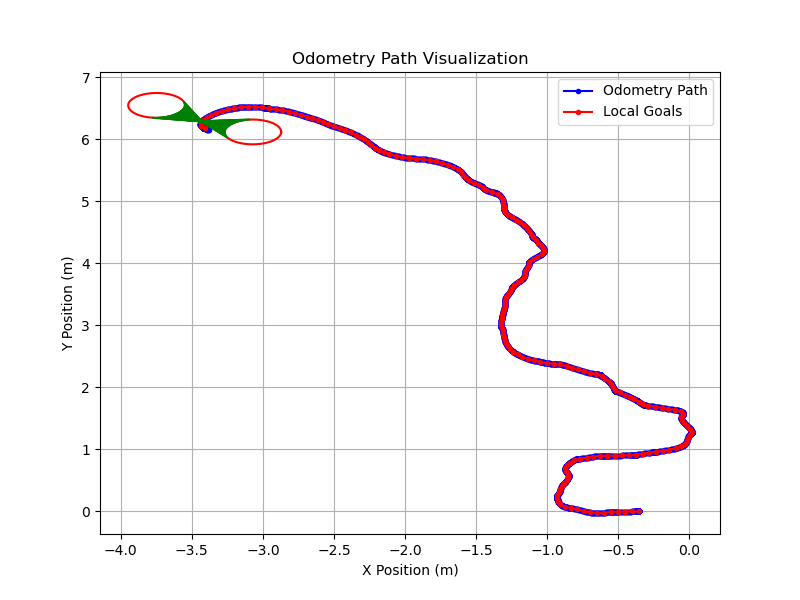 Odometry Path Visualization
Odometry Path
Local Goals
Y Position (m)
7
6
5
4
3
2
1
0
−4.0 −3.5 −3.0 −2.5 −2.0 −1.5 −1.0 −0.5 0.0
X Position (m)